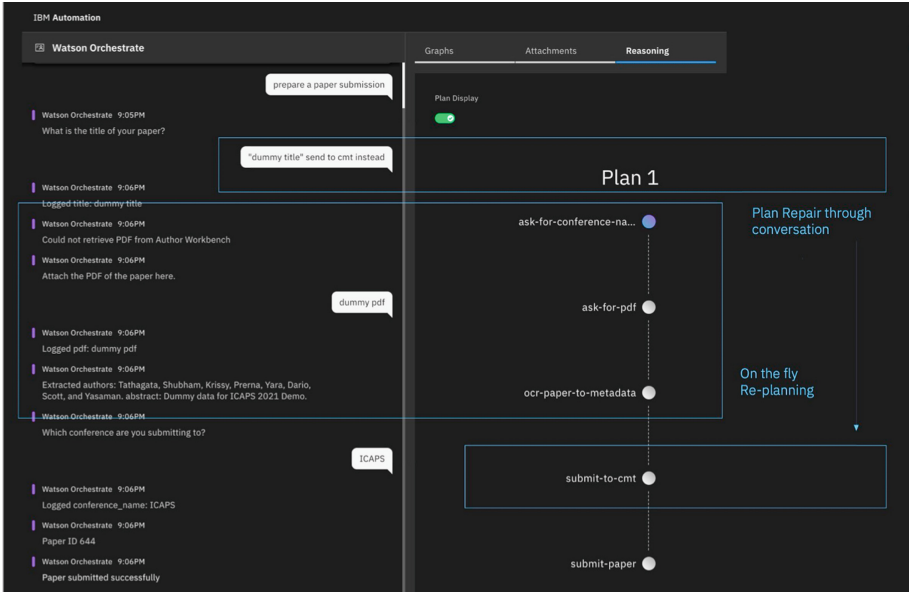 IBM Automation
Watson Orchestrate
prepare a paper submission
Watson Orchestrate 9:05PM
What is the title of your paper?
"dummy title" send to cmt instead
Watson Orchestrate 9:06PM
Logged title: dummy title
Watson Orchestrate 9:06PM
Could not retrieve PDF from Author Workbench
Watson Orchestrate 9:06PM
Attach the PDF of the paper here.
dummy pdf
Watson Orchestrate 9:06PM
Logged pdf: dummy pdf
Watson Orchestrate 9:06PM
Extracted authors: Tathagata, Shubham, Krissy, Prerna, Yara, Dario,
Scott, and Yasaman. abstract: Dummy data for ICAPS 2021 Demo.
Watson Orchestrate 9:06PM
Which conference are you submitting to?
ICAPS
Watson Orchestrate 9:06PM
Logged conference_name: ICAPS
Watson Orchestrate 9:06PM
Paper ID 644
Watson Orchestrate 9:06PM
Paper submitted successfully
Graphs
Attachments
Reasoning
Plan Display
Plan 1
ask-for-conference-na...
ask-for-pdf
ocr-paper-to-metadata
submit-to-cmt
submit-paper
Plan Repair through
conversation
On the fly
Re-planning